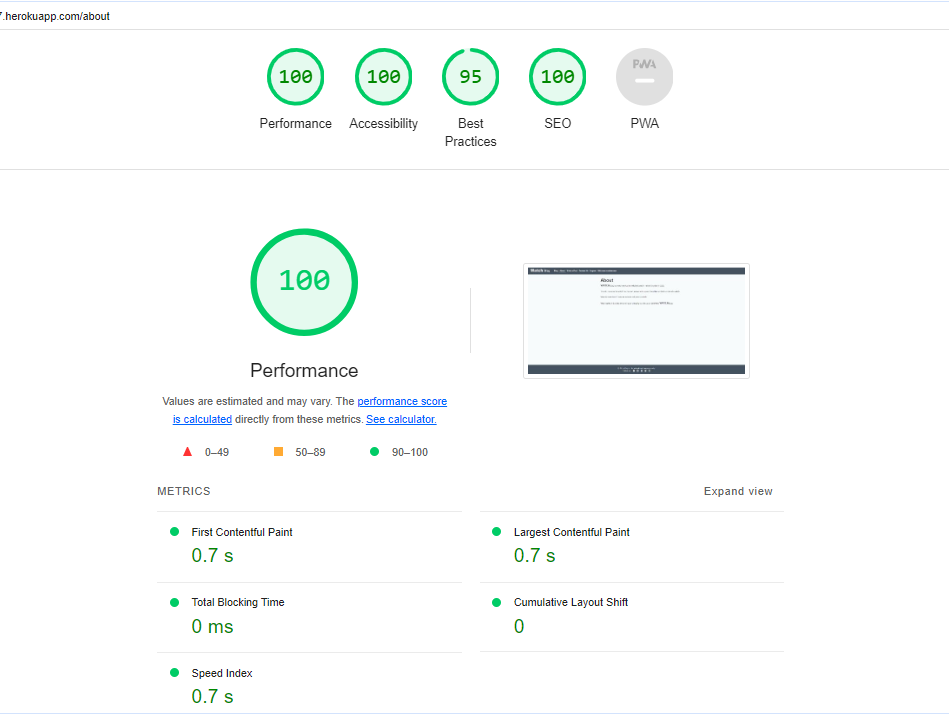 7.herokuapp.com/about
100 100 95 100 PWA
Performance Accessibility Best Practices SEO PWA
100
Performance
Values are estimated and may vary. The performance score
is calculated directly from these metrics. See calculator.
0–49 50–89 90–100
METRICS Expand view
First Contentful Paint Largest Contentful Paint
0.7 s 0.7 s
Total Blocking Time Cumulative Layout Shift
0 ms 0
Speed Index
0.7 s
About